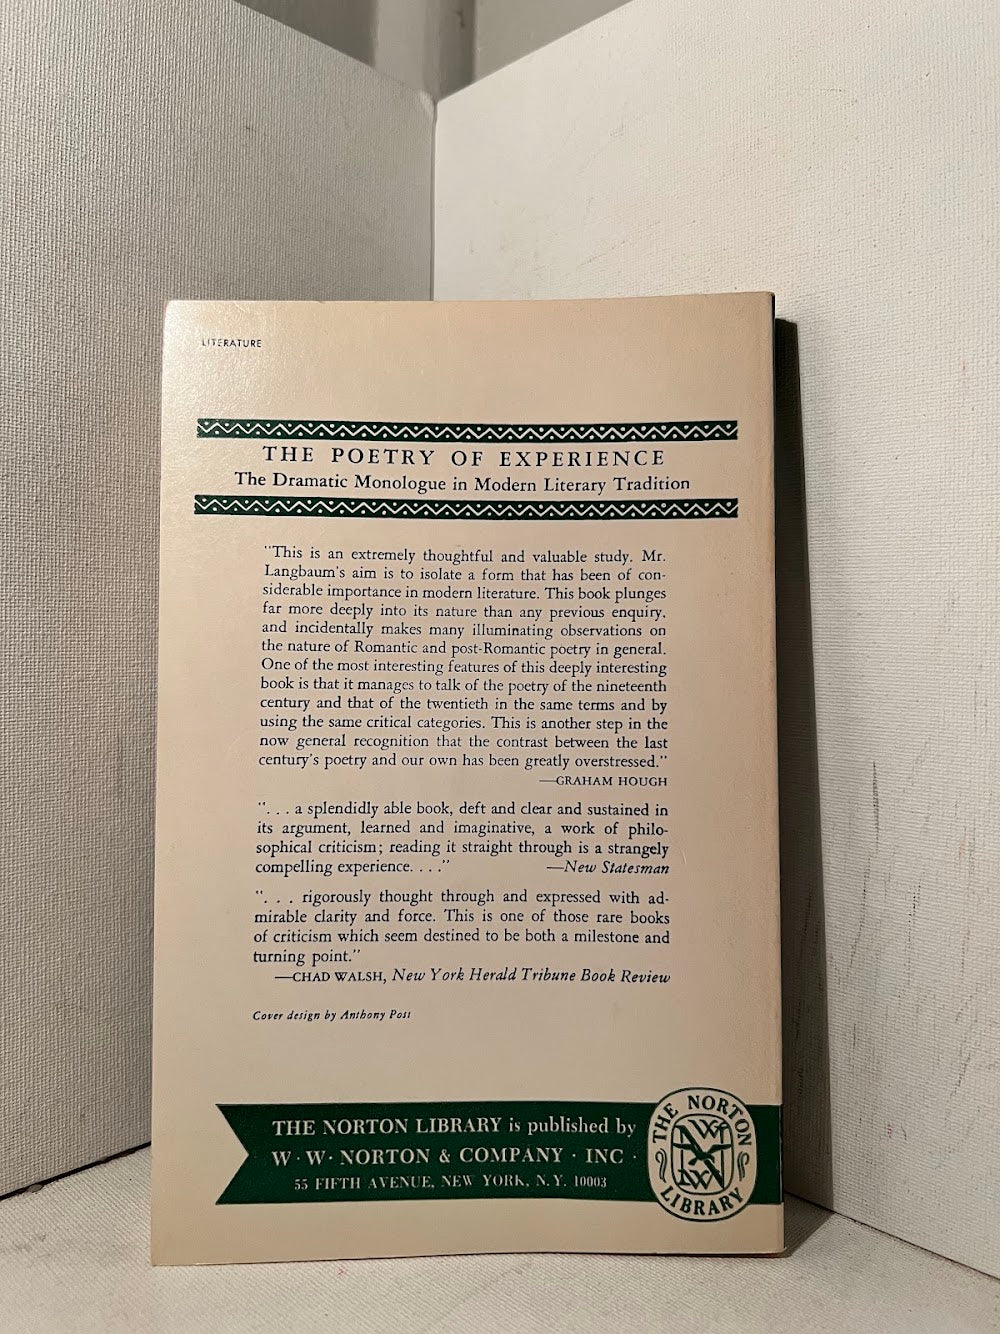 LITERATURE
THE POETRY OF EXPERIENCE
The Dramatic Monologue in Modern Literary Tradition
"This is an extremely thoughtful and valuable study. Mr.
Langbaum's aim is to isolate a form that has been of con-
siderable importance in modern literature. This book plunges
far more deeply into its nature than any previous enquiry,
and incidentally makes many illuminating observations on
the nature of Romantic and post-Romantic poetry in general.
One of the most interesting features of this deeply interesting
book is that it manages to talk of the poetry of the nineteenth
century and that of the twentieth in the same terms and by
using the same critical categories. This is another step in the
now general recognition that the contrast between the last
century's poetry and our own has been greatly overstressed."
—GRAHAM HOUGH
". . . a splendidly able book, deft and clear and sustained in
its argument, learned and imaginative, a work of philo-
sophical criticism; reading it straight through is a strangely
compelling experience. . . ." —New Statesman
". . . rigorously thought through and expressed with ad-
mirable clarity and force. This is one of those rare books
of criticism which seem destined to be both a milestone and
turning point."
—CHAD WALSH, New York Herald Tribune Book Review
Cover design by Anthony Post
THE NORTON LIBRARY is published by
W · W · NORTON & COMPANY · INC ·
55 FIFTH AVENUE, NEW YORK, N.Y. 10003
THE NORTON
LIBRARY